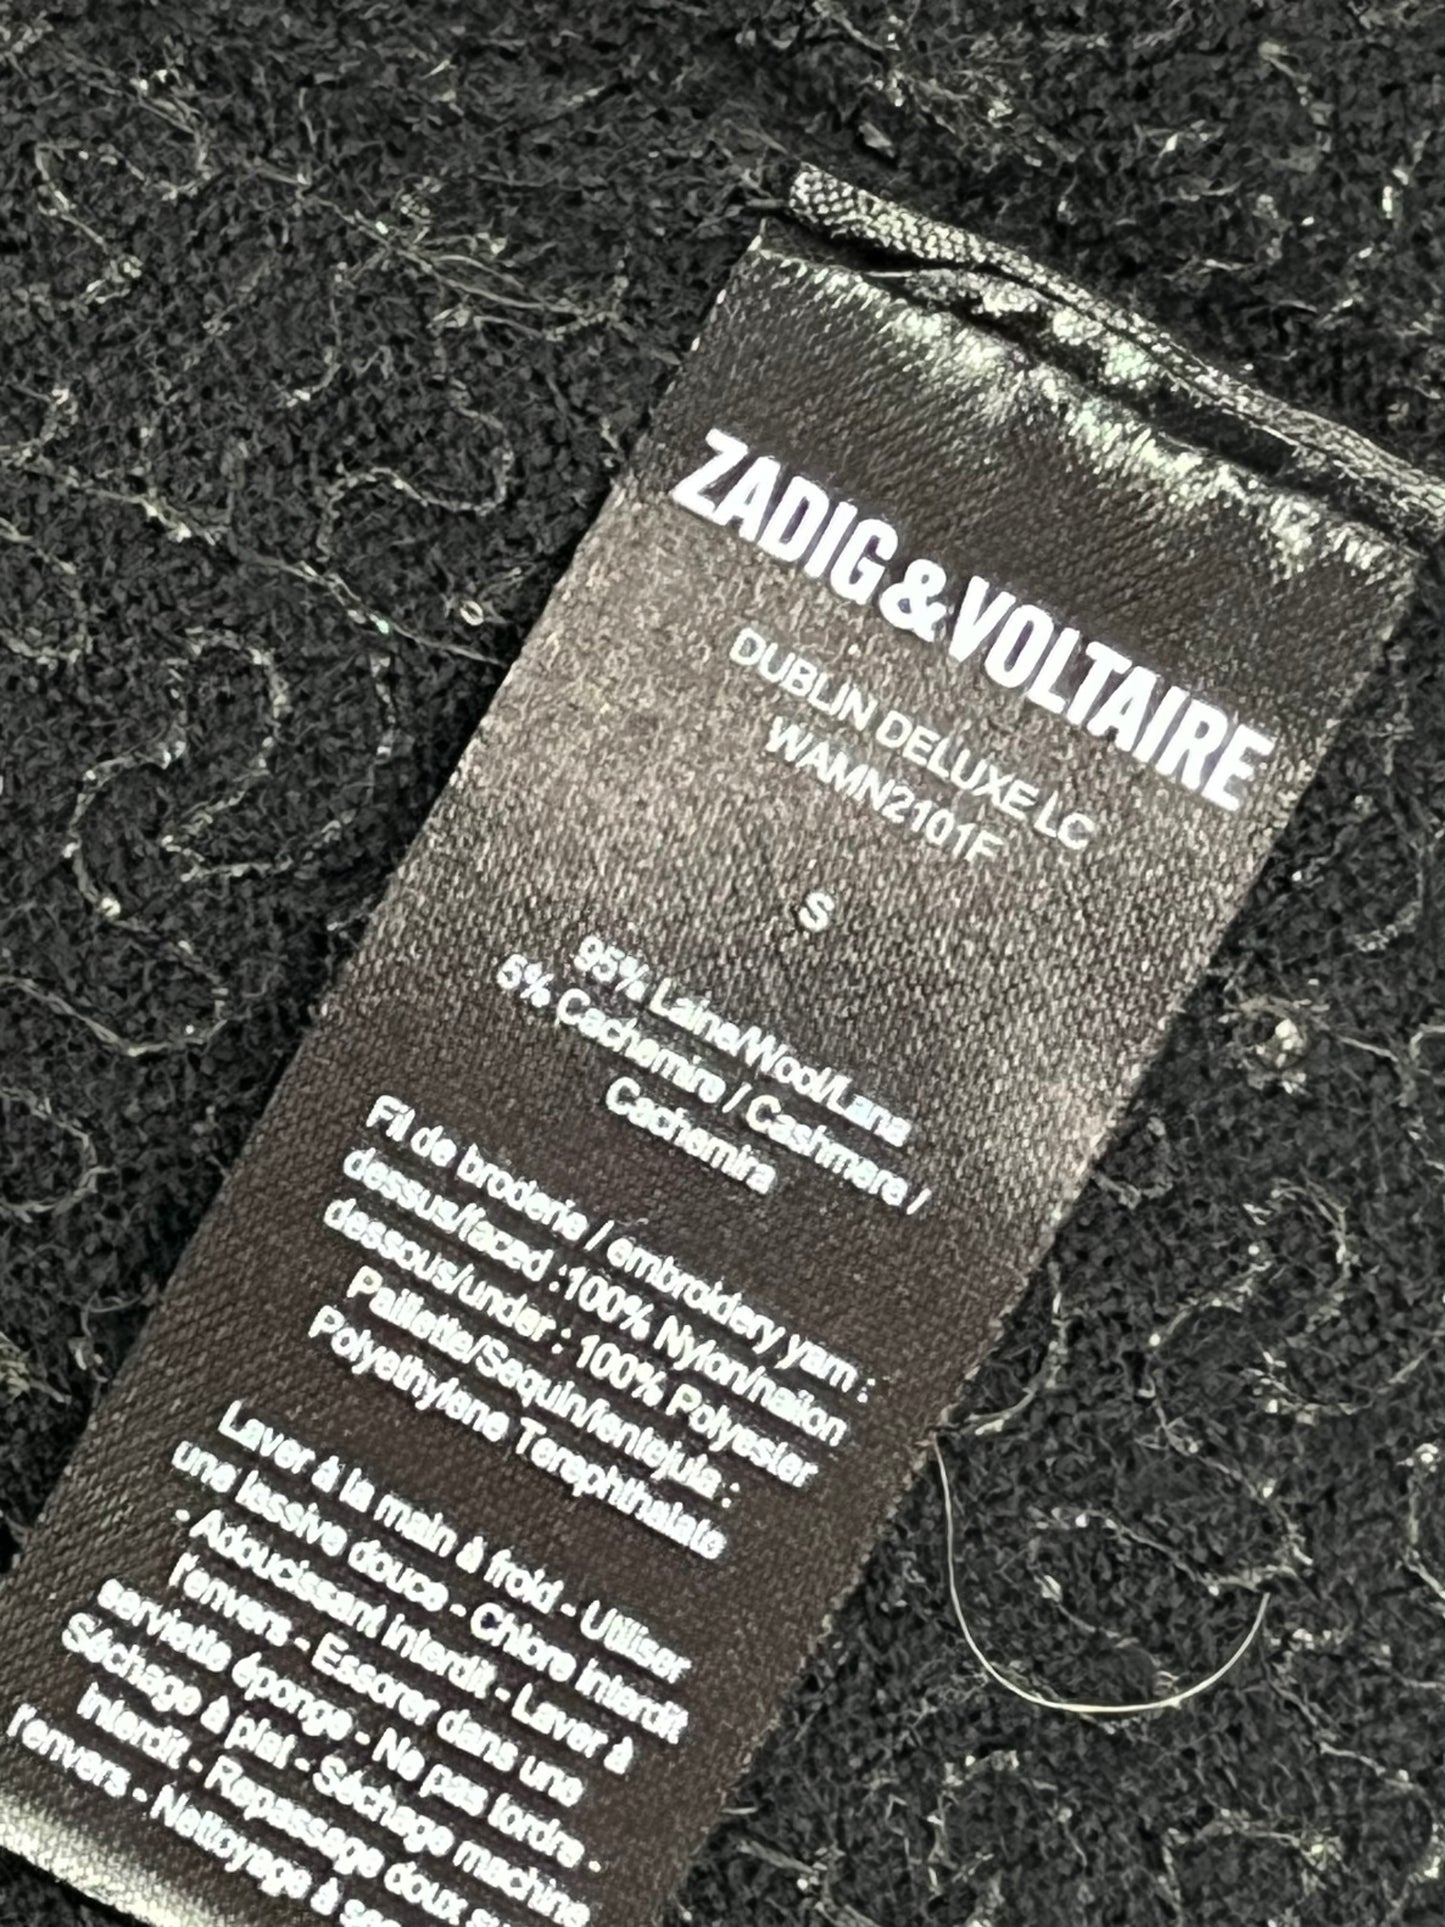 ZADIG&VOLTAIRE
DUBLIN DELUXE LC
WAMN2101F
S
95% Laine/Wool/Lana
5% Cachemire / Cashmere /
Cachemira
Fil de broderie / embroidery yarn :
dessus/faced :100% Nylon/nailon
dessous/under : 100% Polyester
Paillette/Sequin/lentejula :
Polyethylene Terephthalate
Laver à la main à froid - Utiliser
une lessive douce - Chlore interdit
- Adoucissant interdit - Laver à
l'envers - Essorer dans une
serviette éponge - Ne pas tordre -
Séchage à plat - Séchage machine
interdit - Repassage doux
l'envers - Nettoyage à